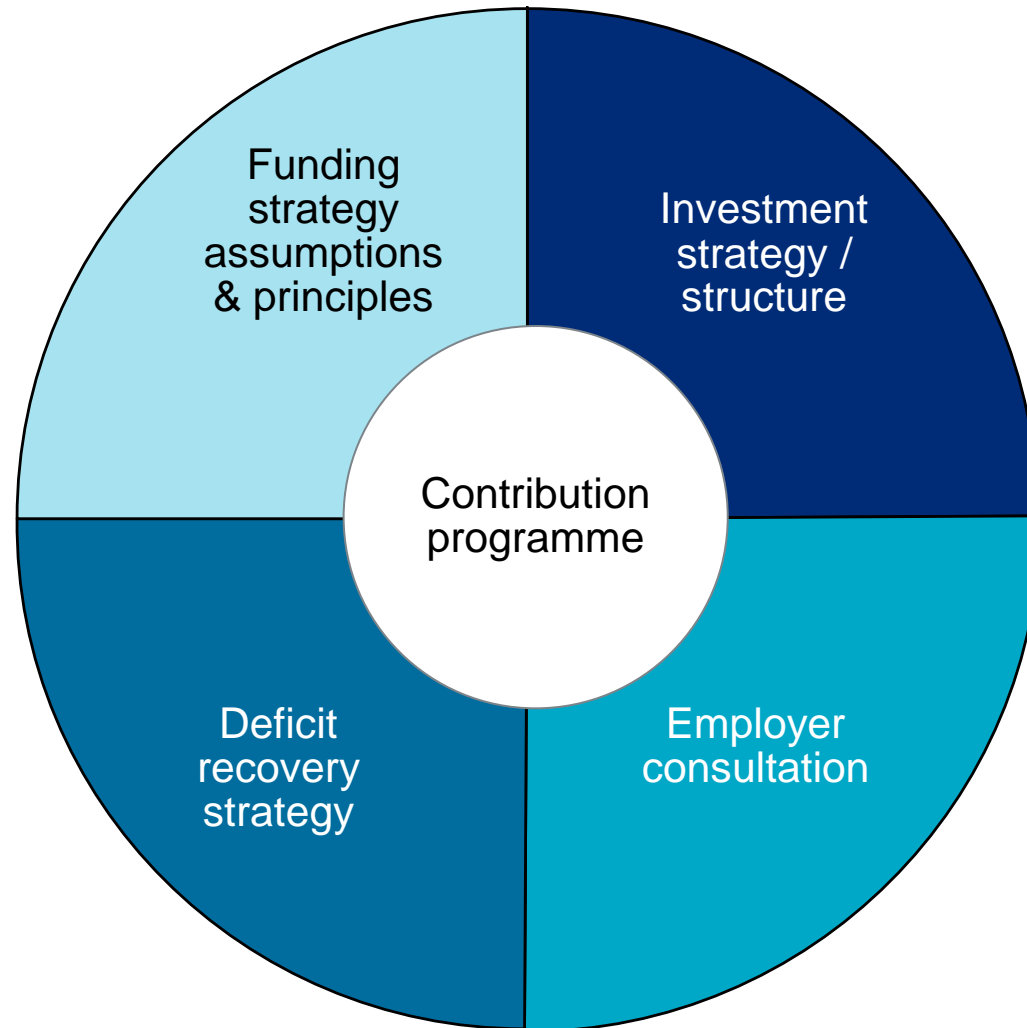 Funding
strategy
assumptions
& principles
Investment
strategy /
structure
Contribution
programme
Deficit
recovery
strategy
Employer
consultation